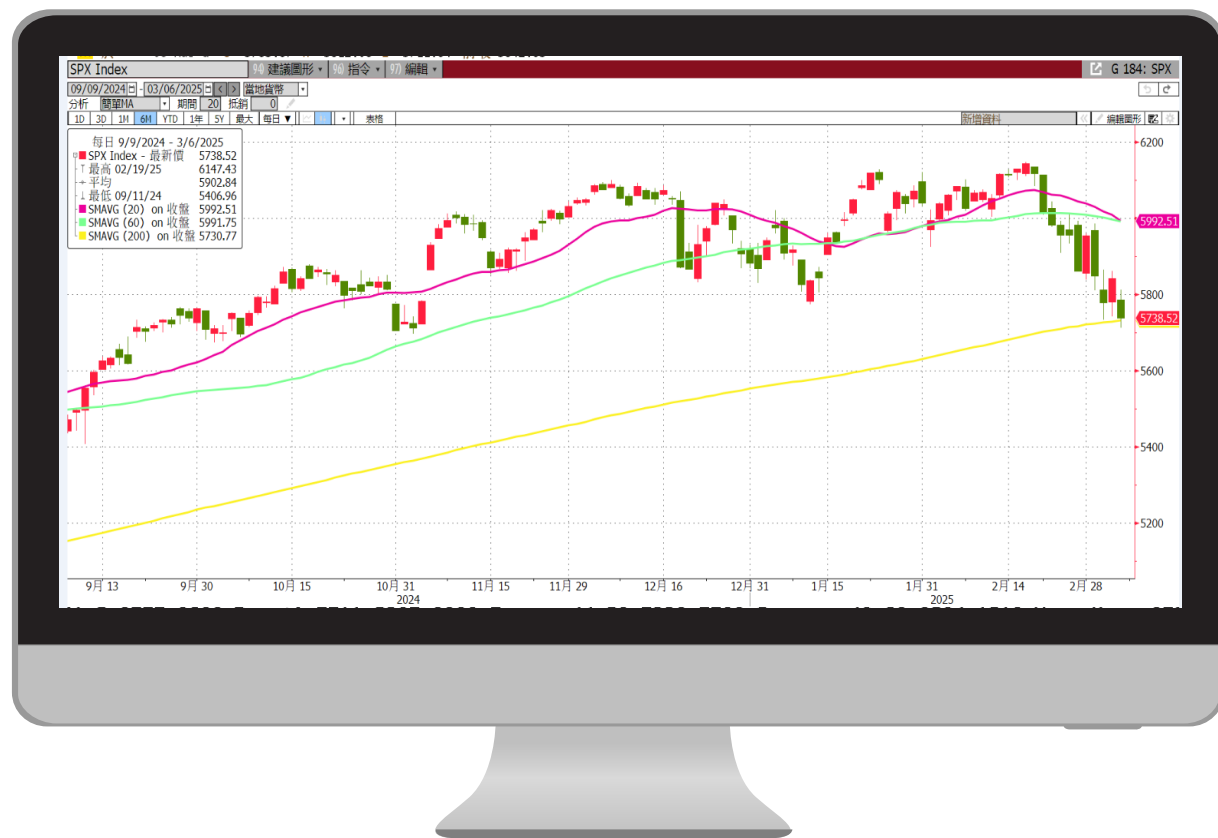 SPX Index 94) 建議圖形 96) 指令 97) 編輯 G 184: SPX
09/09/2024 - 03/06/2025 當地貨幣
分析 簡單MA 期間 20 抵銷 0
1D 3D 1M 6M YTD 1年 5Y 最大 每日▼ 表格 新增資料 « 編輯圖形
每日 9/9/2024 - 3/6/2025
SPX Index - 最新價 5738.52
最高 02/19/25 6147.43
平均 5902.84
最低 09/11/24 5406.96
SMAVG (20) on 收盤 5992.51
SMAVG (60) on 收盤 5991.75
SMAVG (200) on 收盤 5730.77
6200
5992.51
5800
5738.52
5600
5400
5200
9月 13 9月 30 10月 15 10月 31 11月 15 11月 29 12月 16 12月 31 1月 15 1月 31 2月 14 2月 28
2024 2025